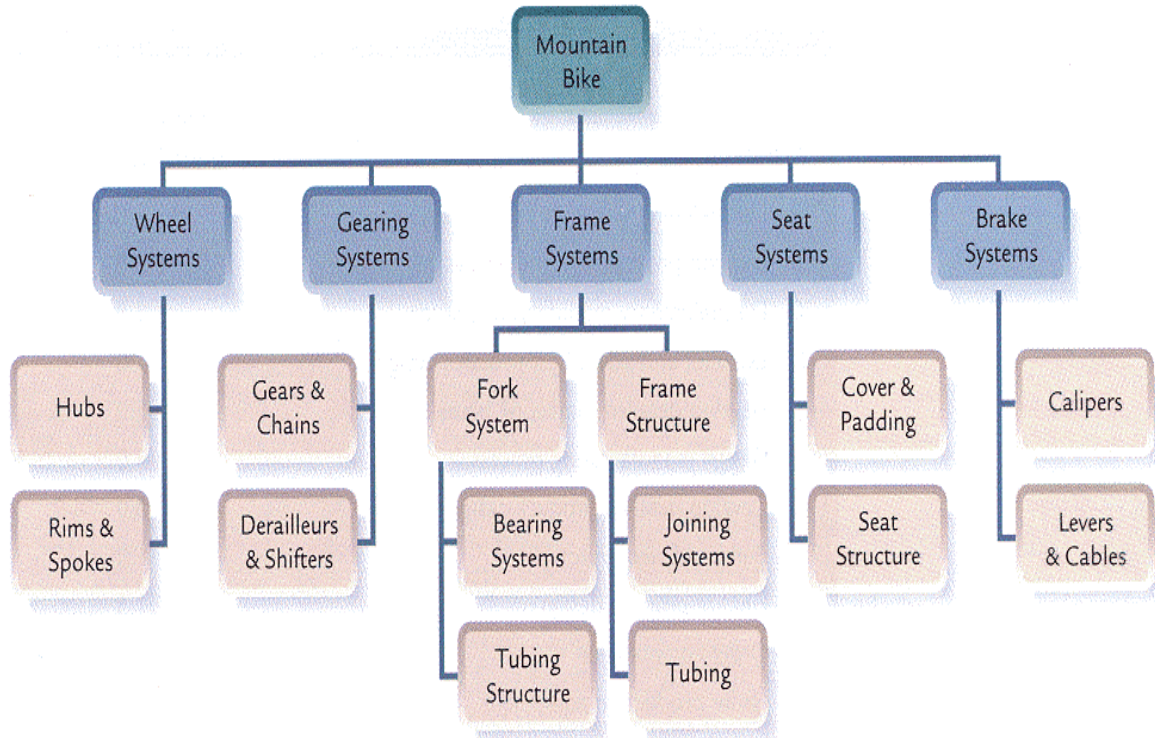 Mountain
Bike
Wheel
Systems
Gearing
Systems
Frame
Systems
Seat
Systems
Brake
Systems
Hubs
Gears &
Chains
Fork
System
Frame
Structure
Cover &
Padding
Calipers
Rims &
Spokes
Derailleurs
& Shifters
Bearing
Systems
Joining
Systems
Seat
Structure
Levers
& Cables
Tubing
Structure
Tubing